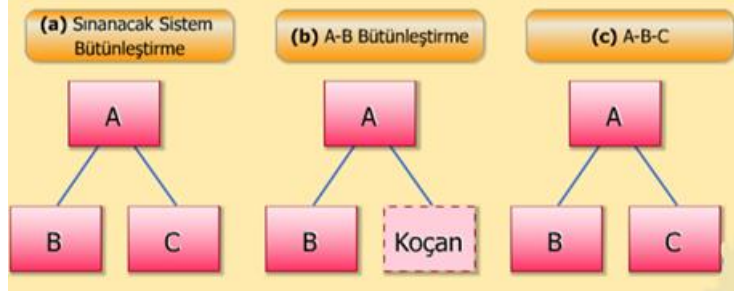 (a) Sınanacak Sistem
Bütünleştirme
(b) A-B Bütünleştirme
(c) A-B-C
A
A
A
B
C
B
Koçan
B
C